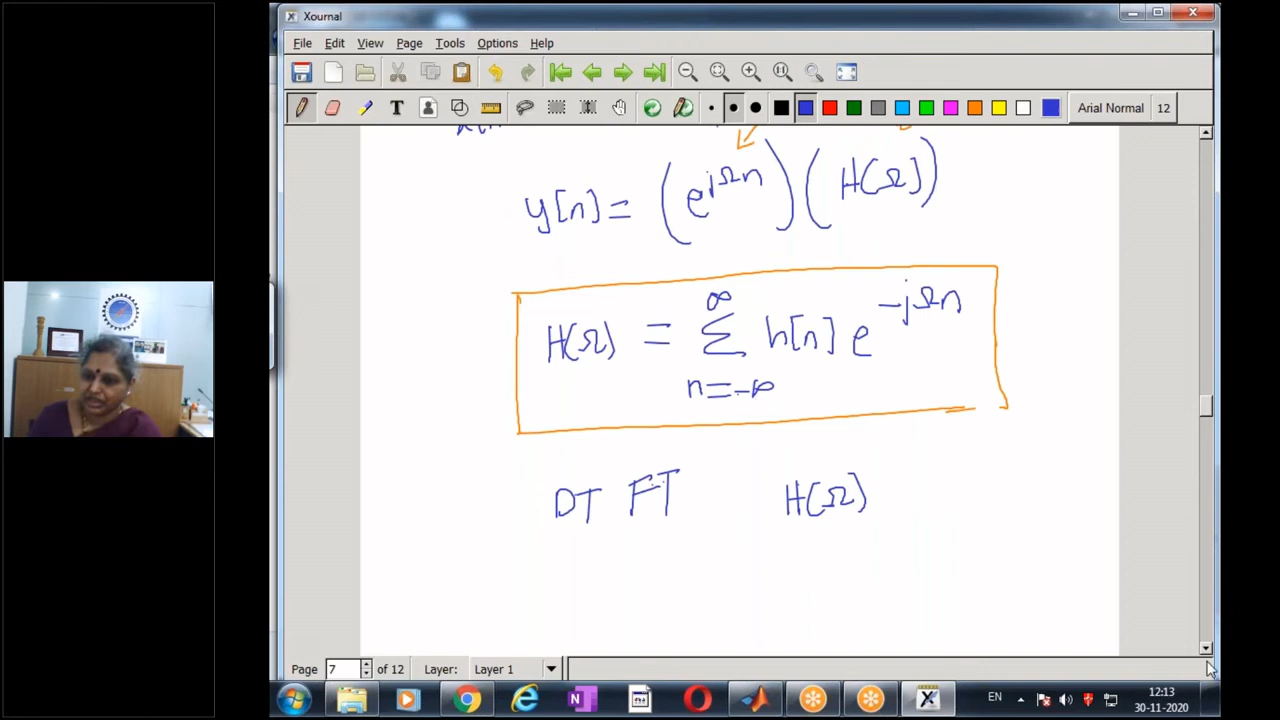 Xournal
File Edit View Page Tools Options Help
Arial Normal 12
y[n] = (e^{jΩn}) (H(Ω))
H(Ω) = ∑_{n=-∞}^{∞} h[n] e^{-jΩn}
DT FT H(Ω)
Page 7 of 12 Layer: Layer 1
EN
12:13
30-11-2020